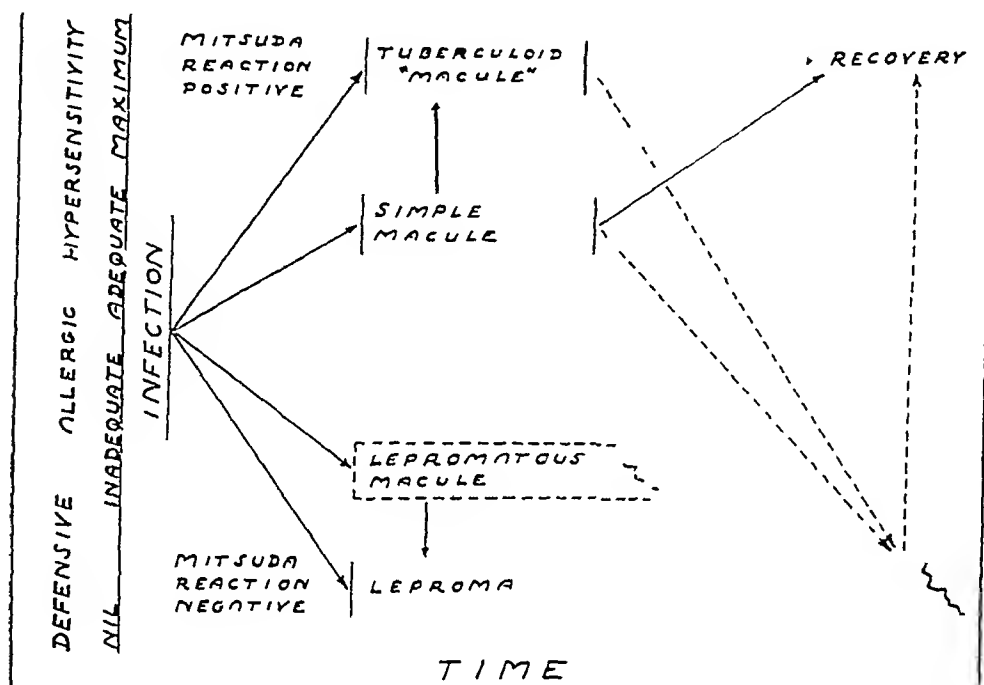 DEFENSIVE ALLERGIC HYPERSENSITIVITY
NIL INADEQUATE ADEQUATE MAXIMUM
INFECTION
MITSUDA
REACTION
POSITIVE
TUBERCULOID
"MACULE"
RECOVERY
SIMPLE
MACULE
LEPROMATOUS
MACULE
MITSUDA
REACTION
NEGATIVE
LEPROMA
TIME